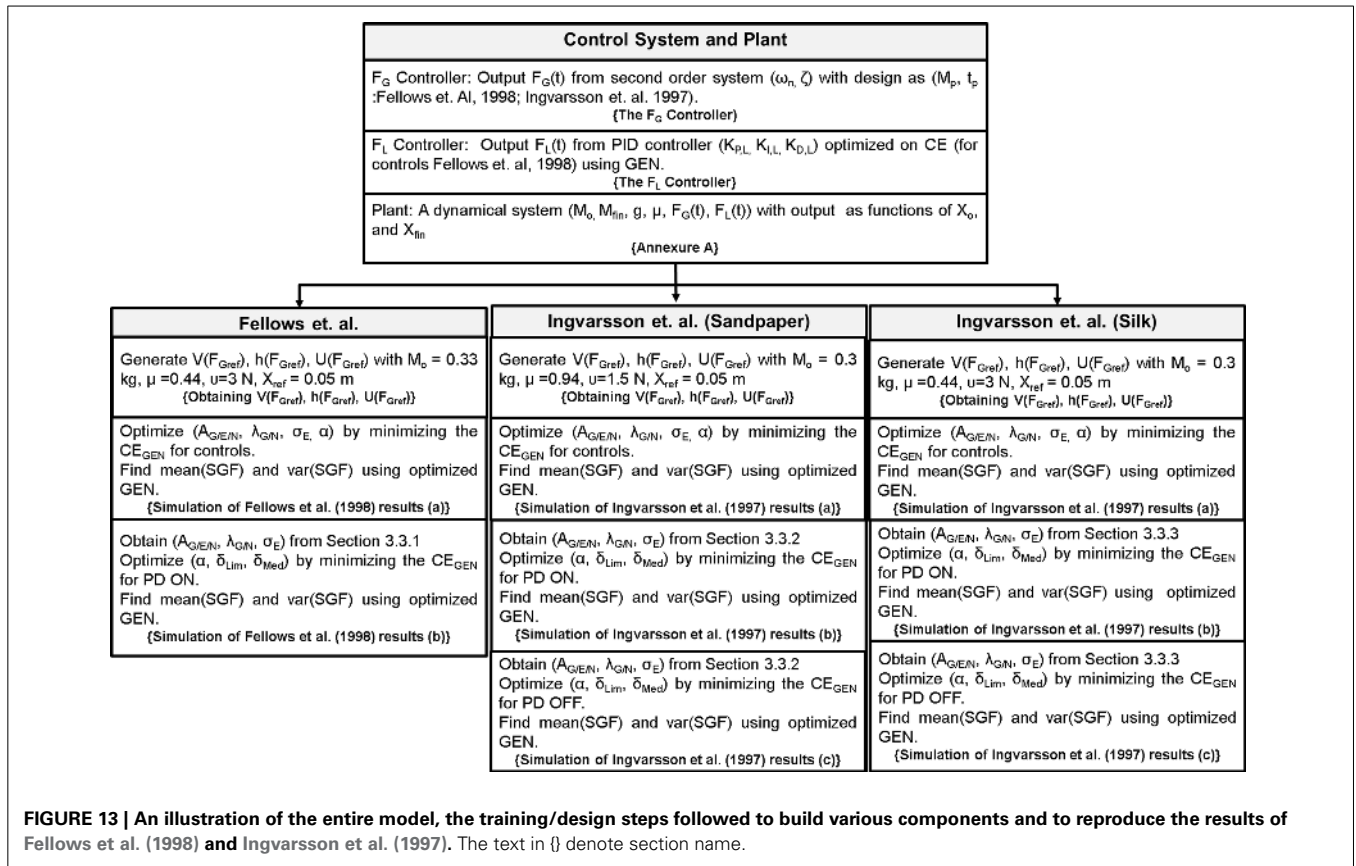 Control System and Plant
F_G Controller: Output F_G(t) from second order system (ω_n, ζ) with design as (M_p, t_p
:Fellows et. Al, 1998; Ingvarsson et. al. 1997).
{The F_G Controller}
F_L Controller: Output F_L(t) from PID controller (K_P,L, K_I,L, K_D,L) optimized on CE (for
controls Fellows et. al, 1998) using GEN.
{The F_L Controller}
Plant: A dynamical system (M_o, M_fin, g, µ, F_G(t), F_L(t)) with output as functions of X_o,
and X_fin
{Annexure A}
Fellows et. al.
Generate V(F_Gref), h(F_Gref), U(F_Gref) with M_o = 0.33
kg, µ =0.44, υ=3 N, X_ref = 0.05 m
{Obtaining V(F_Gref), h(F_Gref), U(F_Gref)}
Optimize (A_G/E/N, λ_G/N, σ_E, α) by minimizing the
CE_GEN for controls.
Find mean(SGF) and var(SGF) using optimized
GEN.
{Simulation of Fellows et al. (1998) results (a)}
Obtain (A_G/E/N, λ_G/N, σ_E) from Section 3.3.1
Optimize (α, δ_Lim, δ_Med) by minimizing the CE_GEN
for PD ON.
Find mean(SGF) and var(SGF) using optimized
GEN.
{Simulation of Fellows et al. (1998) results (b)}
Ingvarsson et. al. (Sandpaper)
Generate V(F_Gref), h(F_Gref), U(F_Gref) with M_o = 0.3
kg, µ =0.94, υ=1.5 N, X_ref = 0.05 m
{Obtaining V(F_Gref), h(F_Gref), U(F_Gref)}
Optimize (A_G/E/N, λ_G/N, σ_E, α) by minimizing the
CE_GEN for controls.
Find mean(SGF) and var(SGF) using optimized
GEN.
{Simulation of Ingvarsson et al. (1997) results (a)}
Obtain (A_G/E/N, λ_G/N, σ_E) from Section 3.3.2
Optimize (α, δ_Lim, δ_Med) by minimizing the CE_GEN
for PD ON.
Find mean(SGF) and var(SGF) using optimized
GEN.
{Simulation of Ingvarsson et al. (1997) results (b)}
Obtain (A_G/E/N, λ_G/N, σ_E) from Section 3.3.2
Optimize (α, δ_Lim, δ_Med) by minimizing the CE_GEN
for PD OFF.
Find mean(SGF) and var(SGF) using optimized
GEN.
{Simulation of Ingvarsson et al. (1997) results (c)}
Ingvarsson et. al. (Silk)
Generate V(F_Gref), h(F_Gref), U(F_Gref) with M_o = 0.3
kg, µ =0.44, υ=3 N, X_ref = 0.05 m
{Obtaining V(F_Gref), h(F_Gref), U(F_Gref)}
Optimize (A_G/E/N, λ_G/N, σ_E, α) by minimizing the
CE_GEN for controls.
Find mean(SGF) and var(SGF) using optimized
GEN.
{Simulation of Ingvarsson et al. (1997) results (a)}
Obtain (A_G/E/N, λ_G/N, σ_E) from Section 3.3.3
Optimize (α, δ_Lim, δ_Med) by minimizing the CE_GEN
for PD ON.
Find mean(SGF) and var(SGF) using optimized
GEN.
{Simulation of Ingvarsson et al. (1997) results (b)}
Obtain (A_G/E/N, λ_G/N, σ_E) from Section 3.3.3
Optimize (α, δ_Lim, δ_Med) by minimizing the CE_GEN
for PD OFF.
Find mean(SGF) and var(SGF) using optimized
GEN.
{Simulation of Ingvarsson et al. (1997) results (c)}
FIGURE 13 | An illustration of the entire model, the training/design steps followed to build various components and to reproduce the results of
Fellows et al. (1998) and Ingvarsson et al. (1997). The text in {} denote section name.